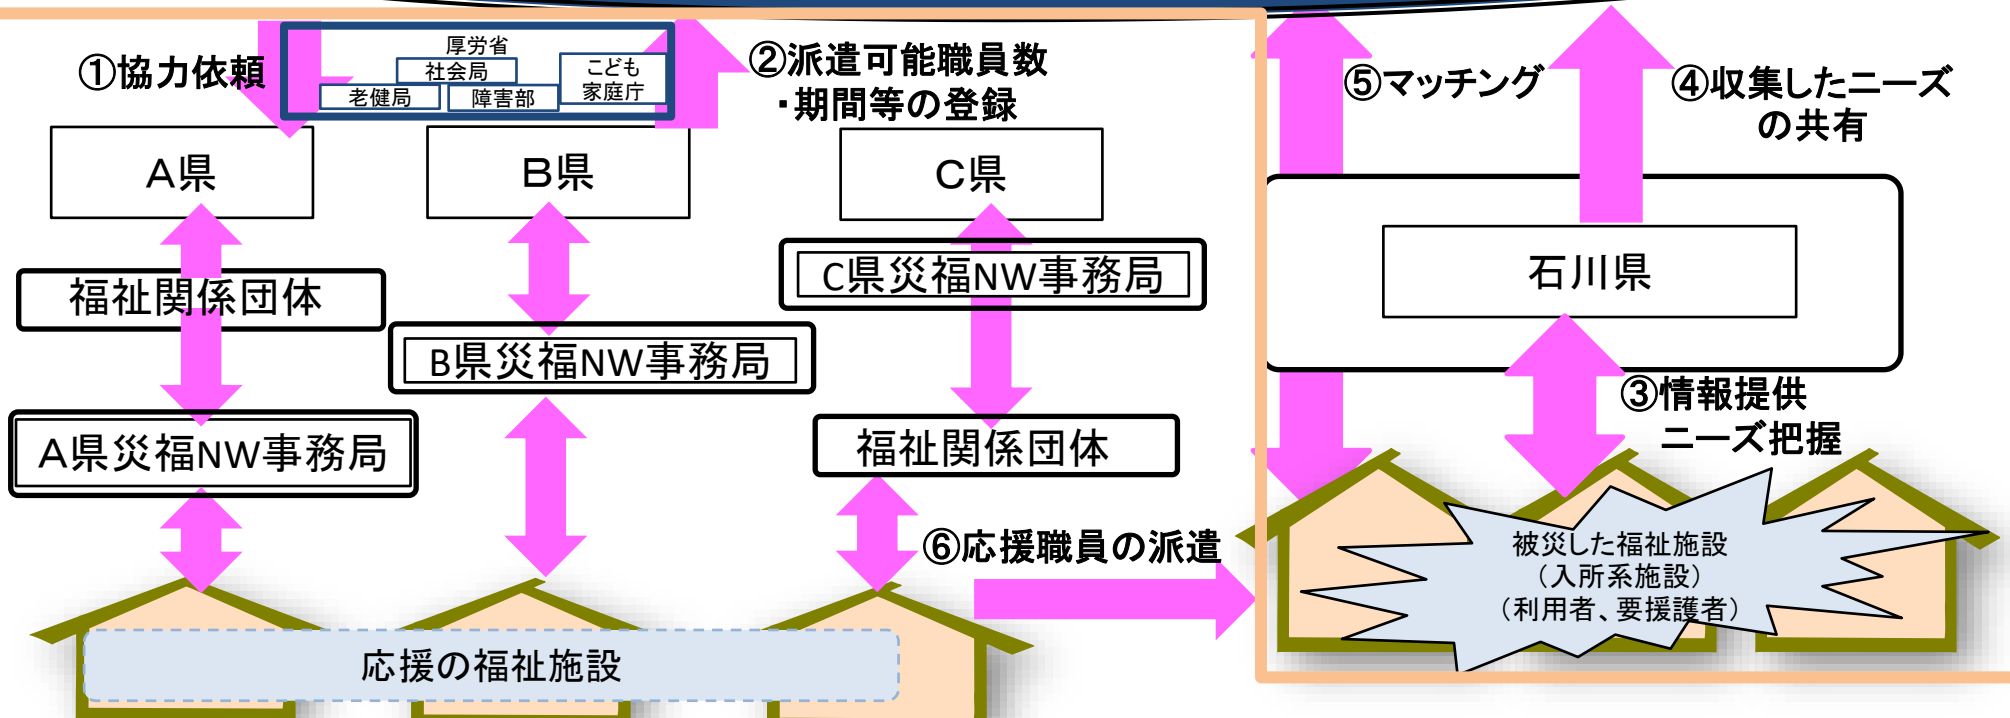 ①協力依頼
厚労省
社会局
老健局
障害部
こども
家庭庁
②派遣可能職員数
・期間等の登録
⑤マッチング
④収集したニーズ
の共有
A県
B県
C県
石川県
福祉関係団体
C県災福NW事務局
B県災福NW事務局
③情報提供
ニーズ把握
A県災福NW事務局
福祉関係団体
⑥応援職員の派遣
被災した福祉施設
（入所系施設）
（利用者、要援護者）
応援の福祉施設